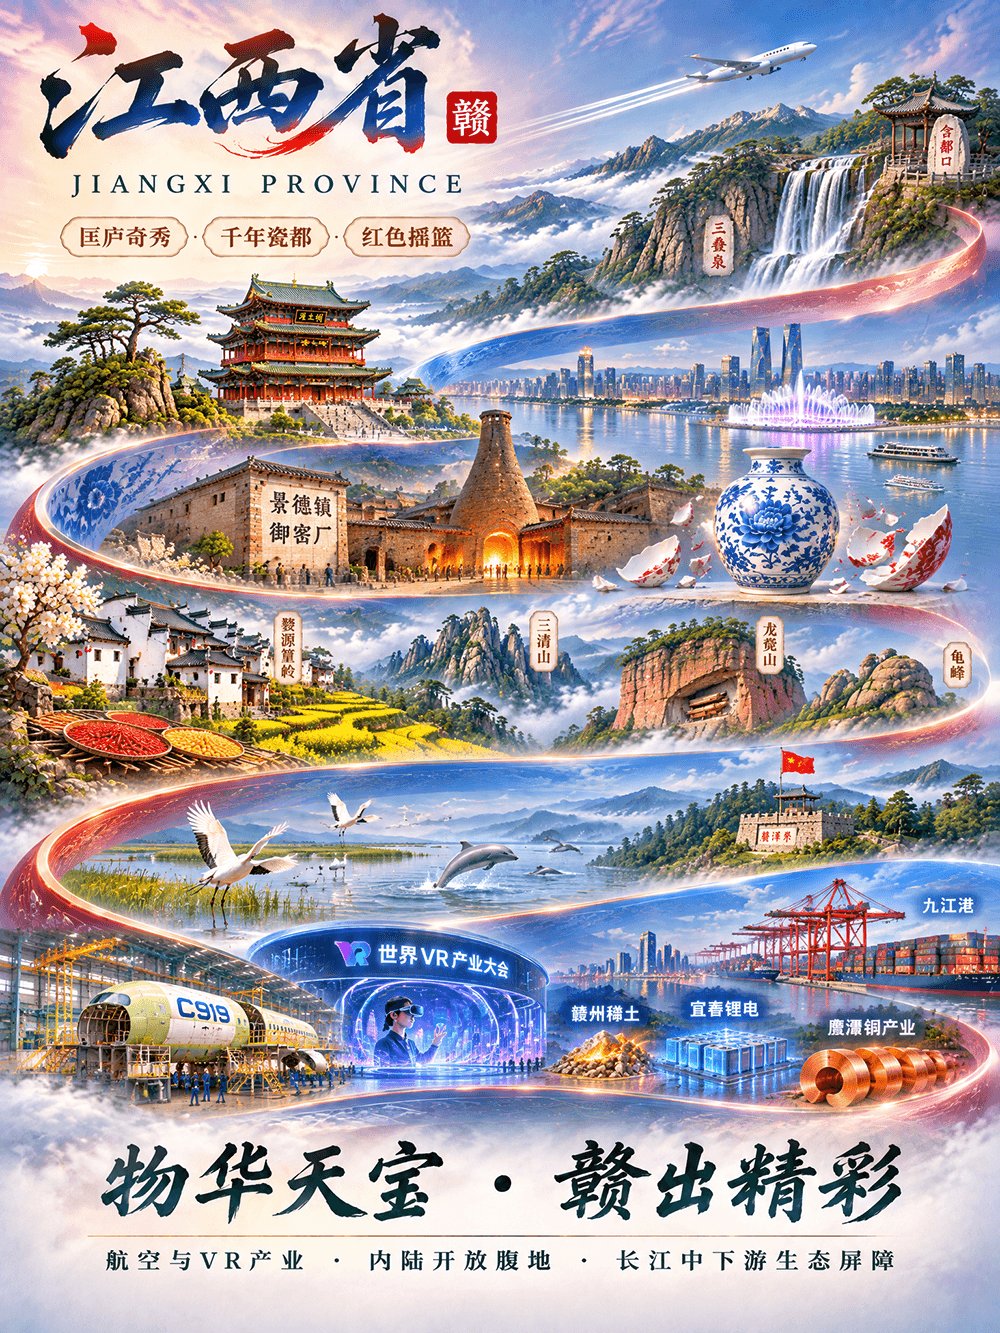 江西省 赣
JIANGXI PROVINCE
匡庐奇秀 · 千年瓷都 · 红色摇篮
含鄱口
三叠泉
景德镇
御窑厂
婺源篁岭
三清山
龙虎山
龟峰
C919
VR 世界VR产业大会
九江港
赣州稀土
宜春锂电
鹰潭铜产业
物华天宝 · 赣出精彩
航空与VR产业 · 内陆开放腹地 · 长江中下游生态屏障